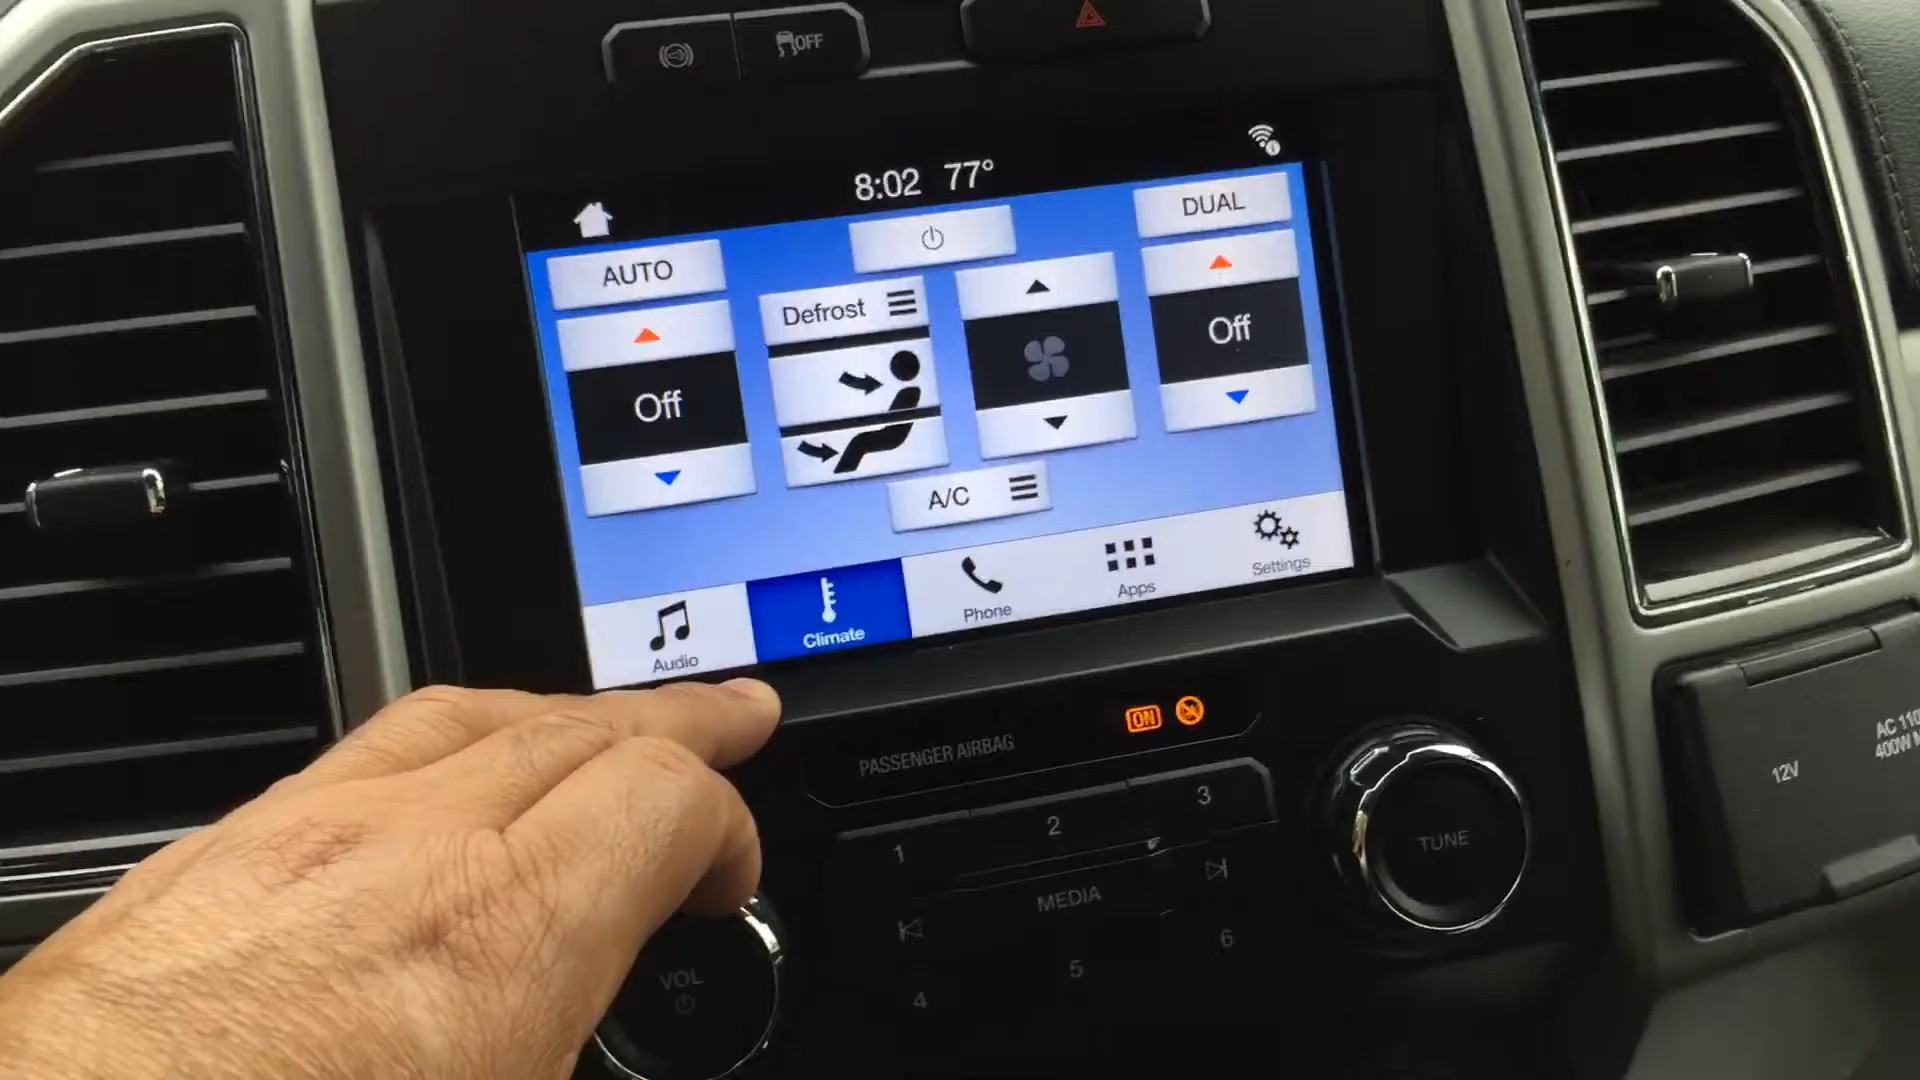 OFF
8:02 77°
DUAL
AUTO
Defrost
Off
Off
A/C
Audio
Climate
Phone
Apps
Settings
ON
PASSENGER AIRBAG
1
2
3
MEDIA
4
5
6
VOL
TUNE
12V
AC 110
400W